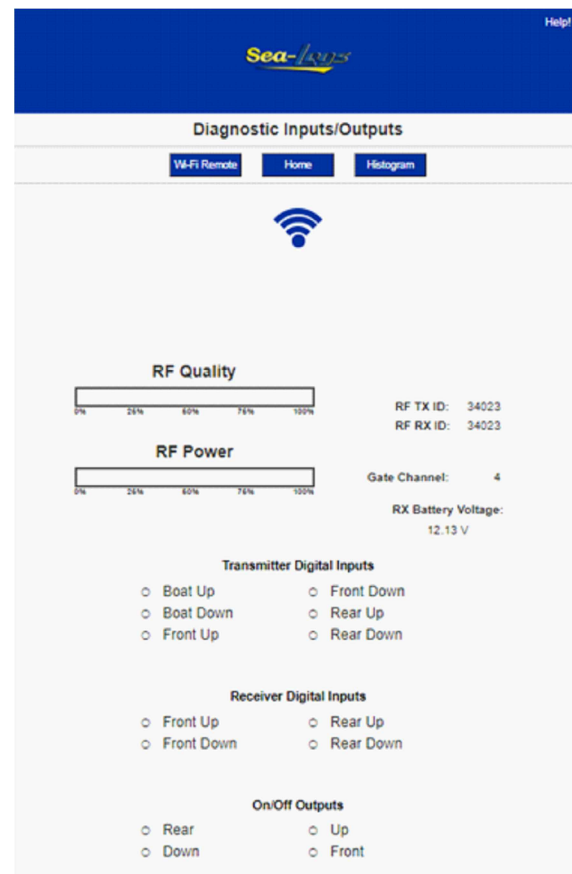 Help!
Sea-Legs
Diagnostic Inputs/Outputs
Wi-Fi Remote Home Histogram
RF Quality
0% 25% 50% 75% 100%
RF TX ID: 34023
RF RX ID: 34023
RF Power
0% 25% 50% 75% 100%
Gate Channel: 4
RX Battery Voltage:
12.13 V
Transmitter Digital Inputs
Boat Up Front Down
Boat Down Rear Up
Front Up Rear Down
Receiver Digital Inputs
Front Up Rear Up
Front Down Rear Down
On/Off Outputs
Rear Up
Down Front